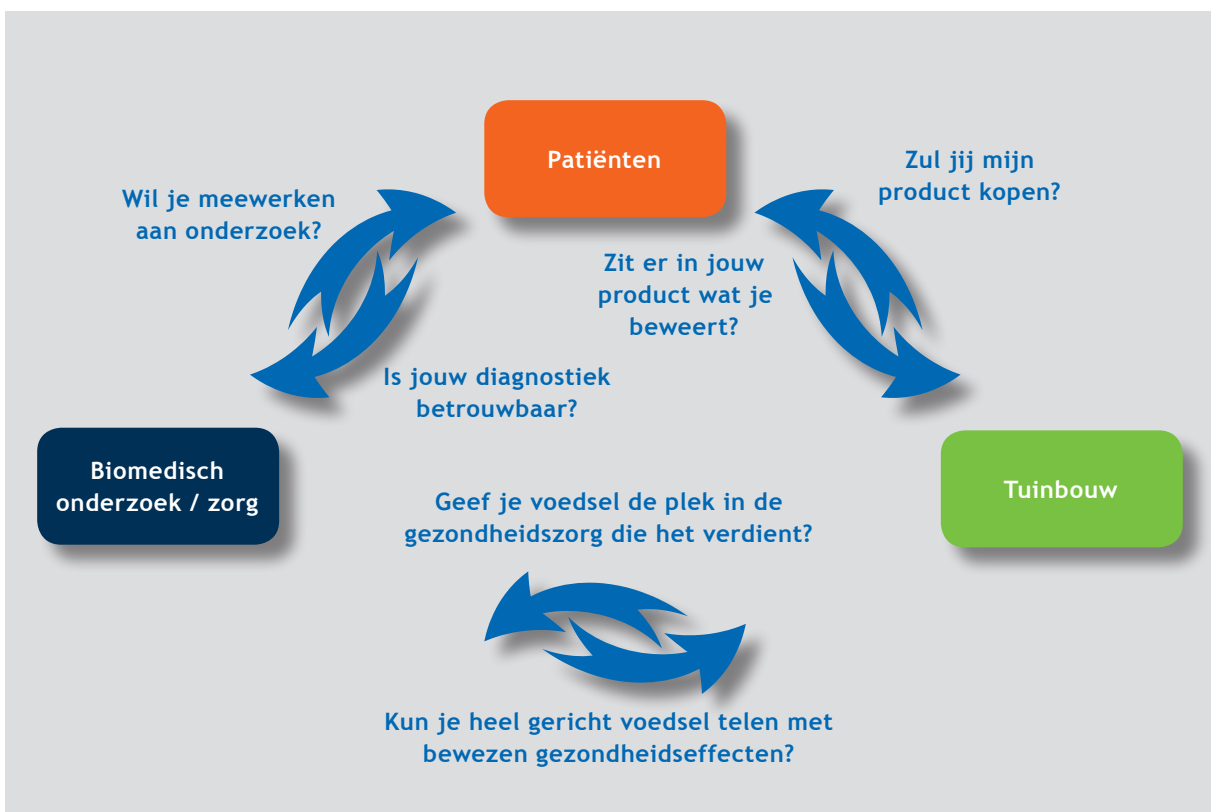 Patiënten
Zul jij mijn
product kopen?
Wil je meewerken
aan onderzoek?
Zit er in jouw
product wat je
beweert?
Is jouw diagnostiek
betrouwbaar?
Biomedisch
onderzoek / zorg
Tuinbouw
Geef je voedsel de plek in de
gezondheidszorg die het verdient?
Kun je heel gericht voedsel telen met
bewezen gezondheidseffecten?